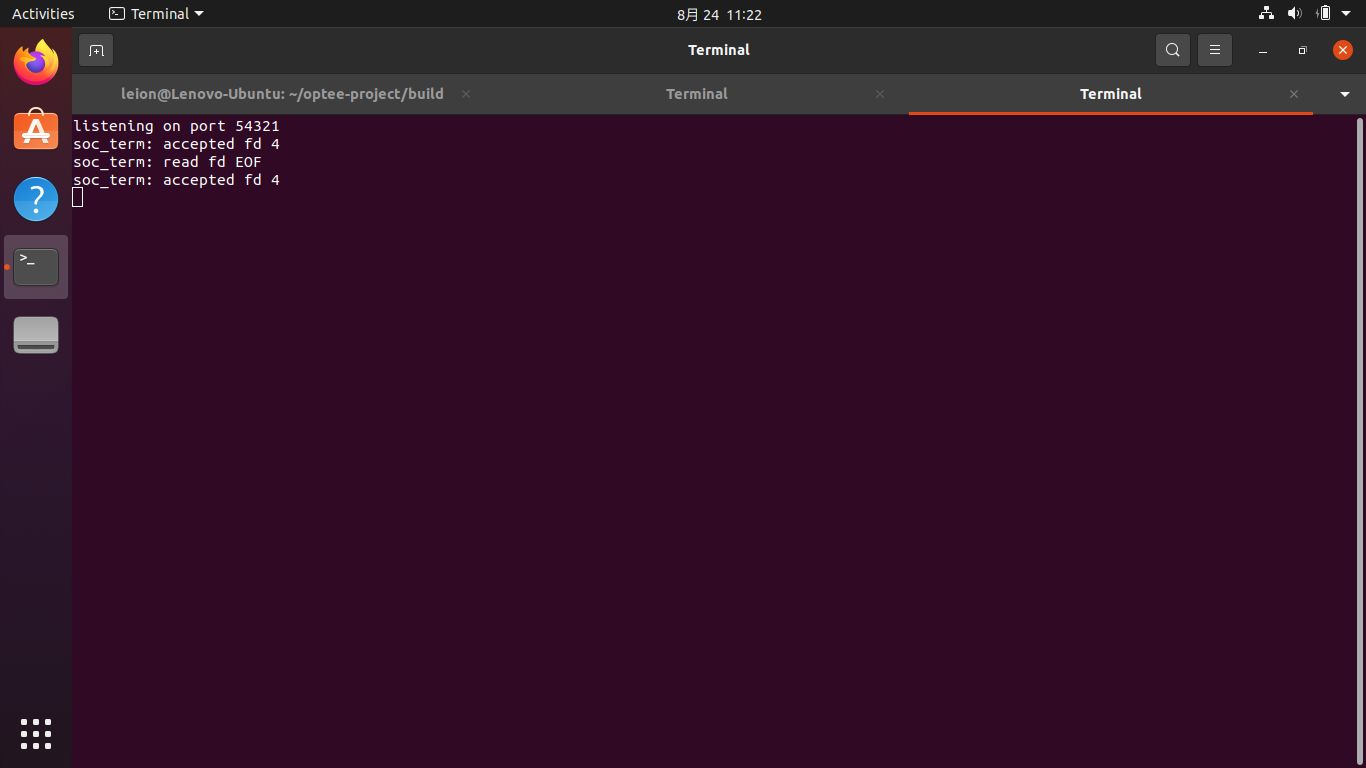 Activities Terminal 8月 24 11:22
Terminal
leion@Lenovo-Ubuntu: ~/optee-project/build Terminal Terminal
listening on port 54321
soc_term: accepted fd 4
soc_term: read fd EOF
soc_term: accepted fd 4